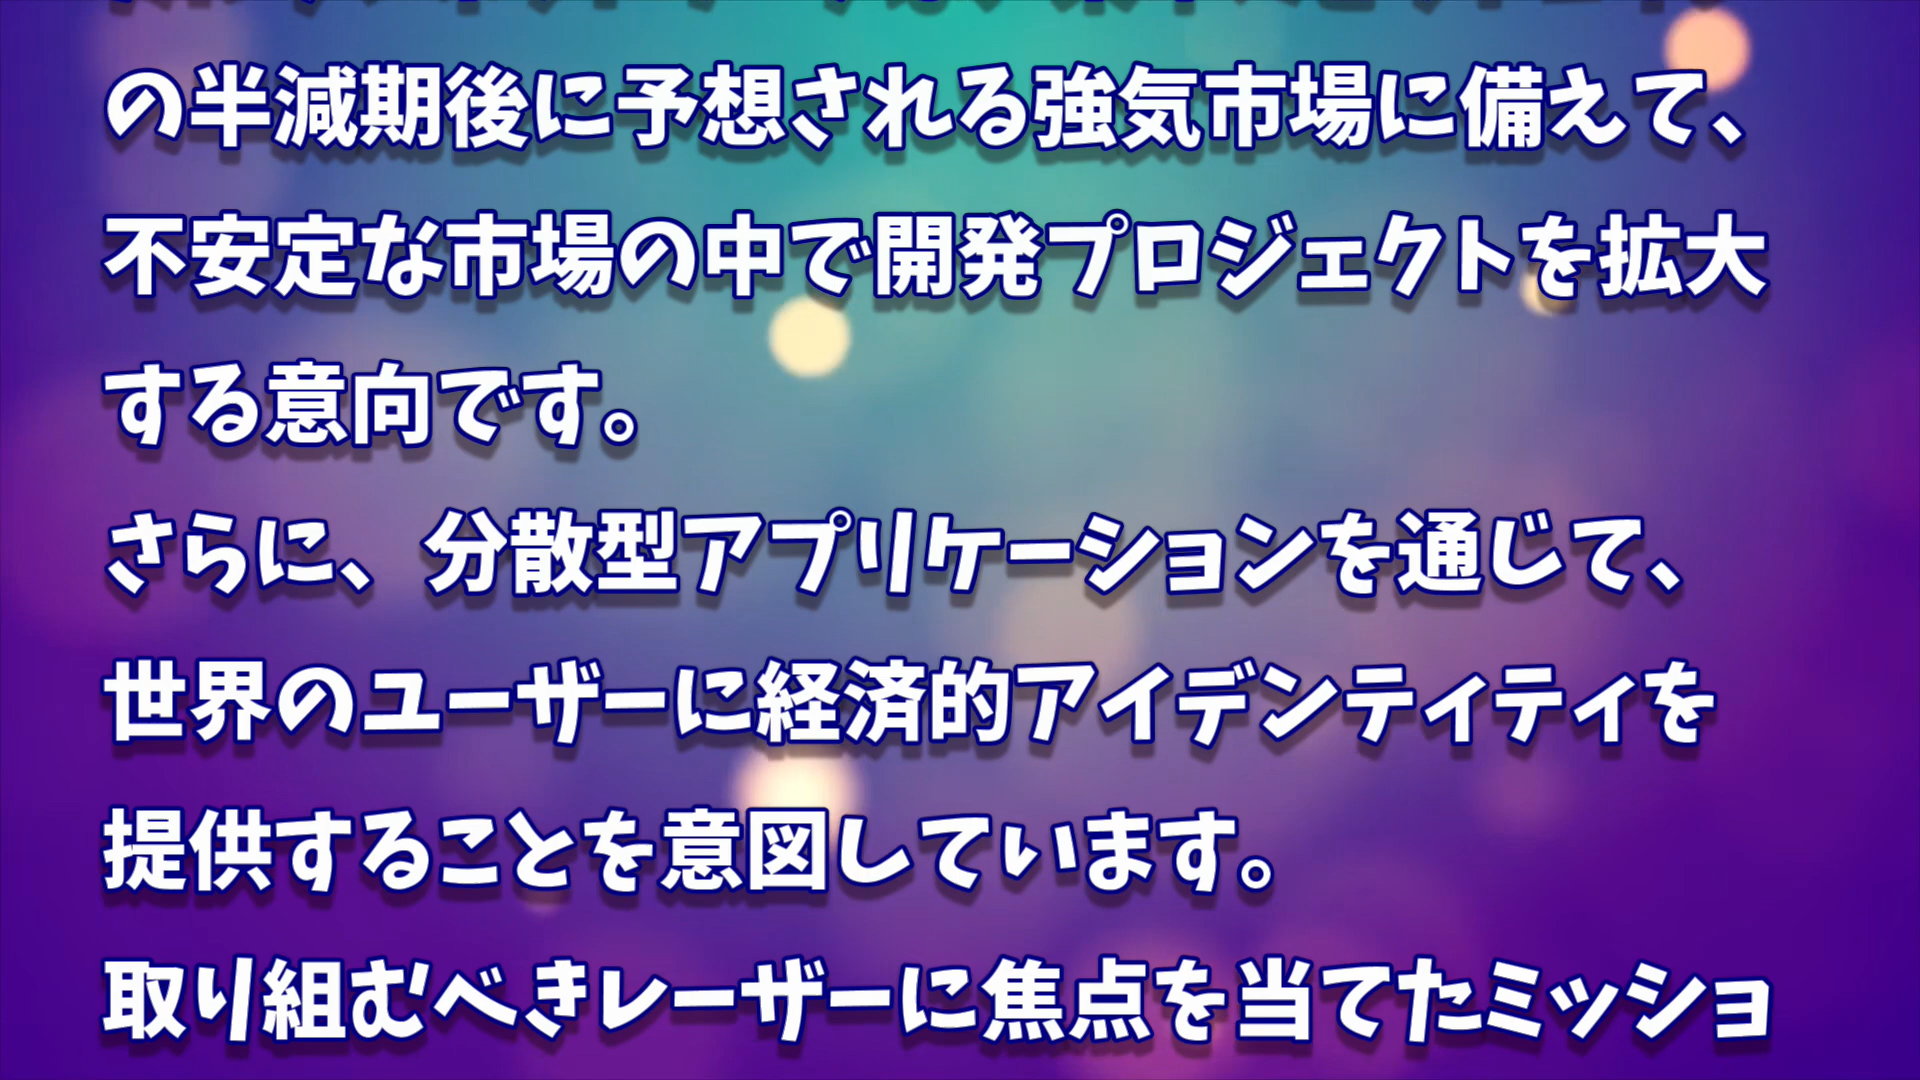 の半減期後に予想される強気市場に備えて、
不安定な市場の中で開発プロジェクトを拡大
する意向です。
さらに、分散型アプリケーションを通じて、
世界のユーザーに経済的アイデンティティを
提供することを意図しています。
取り組むべきレーザーに焦点を当てたミッショ